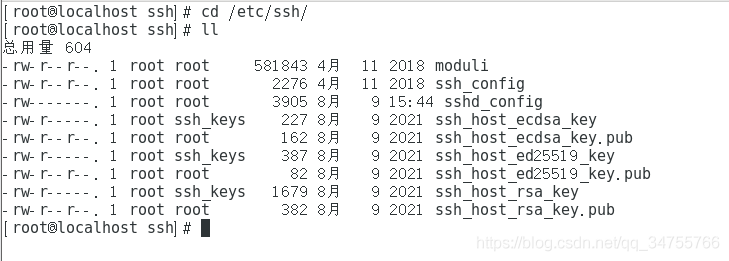 [root@localhost ssh]# cd /etc/ssh/
[root@localhost ssh]# ll
总用量 604
-rw-r--r--. 1 root root     581843 4月  11 2018 moduli
-rw-r--r--. 1 root root       2276 4月  11 2018 ssh_config
-rw-------. 1 root root       3905 8月   9 15:44 sshd_config
-rw-r-----. 1 root ssh_keys    227 8月   9 2021 ssh_host_ecdsa_key
-rw-r--r--. 1 root root        162 8月   9 2021 ssh_host_ecdsa_key.pub
-rw-r-----. 1 root ssh_keys    387 8月   9 2021 ssh_host_ed25519_key
-rw-r--r--. 1 root root         82 8月   9 2021 ssh_host_ed25519_key.pub
-rw-r-----. 1 root ssh_keys   1679 8月   9 2021 ssh_host_rsa_key
-rw-r--r--. 1 root root        382 8月   9 2021 ssh_host_rsa_key.pub
[root@localhost ssh]#
https://blog.csdn.net/qq_34755766